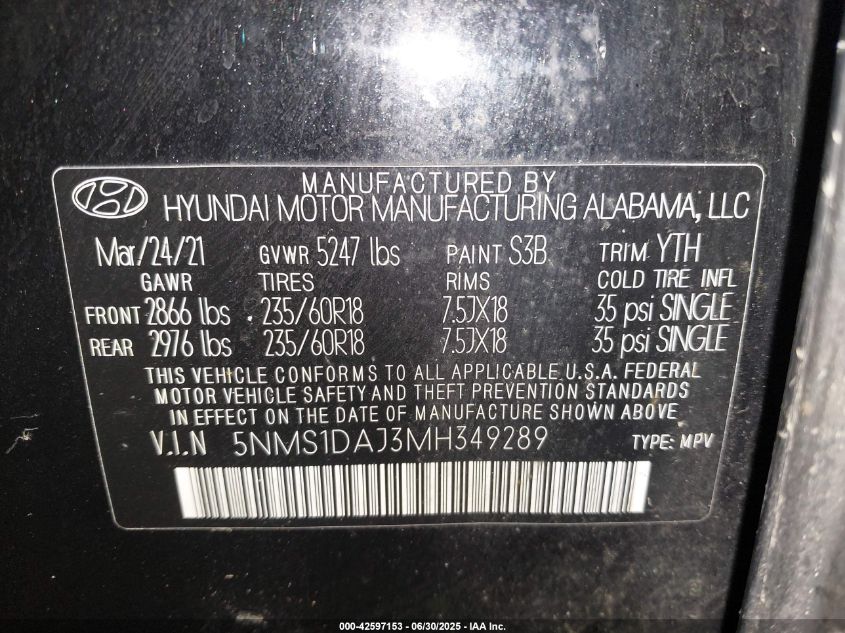 MANUFACTURED BY
HYUNDAI MOTOR MANUFACTURING ALABAMA, LLC
Mar/24/21 GVWR 5247 lbs PAINT S3B TRIM YTH
GAWR TIRES RIMS COLD TIRE INFL
FRONT 2866 lbs . 235/60R18 7.5JX18 35 psi SINGLE
REAR 2976 lbs 235/60R18 7.5JX18 35 psi SINGLE
THIS VEHICLE CONFORMS TO ALL APPLICABLE U.S.A. FEDERAL
MOTOR VEHICLE SAFETY AND THEFT PREVENTION STANDARDS
IN EFFECT ON THE DATE OF MANUFACTURE SHOWN ABOVE
V.I.N 5NMS1DAJ3MH349289 TYPE: MPV
000-42597153 - 06/30/2025 - IAA Inc.